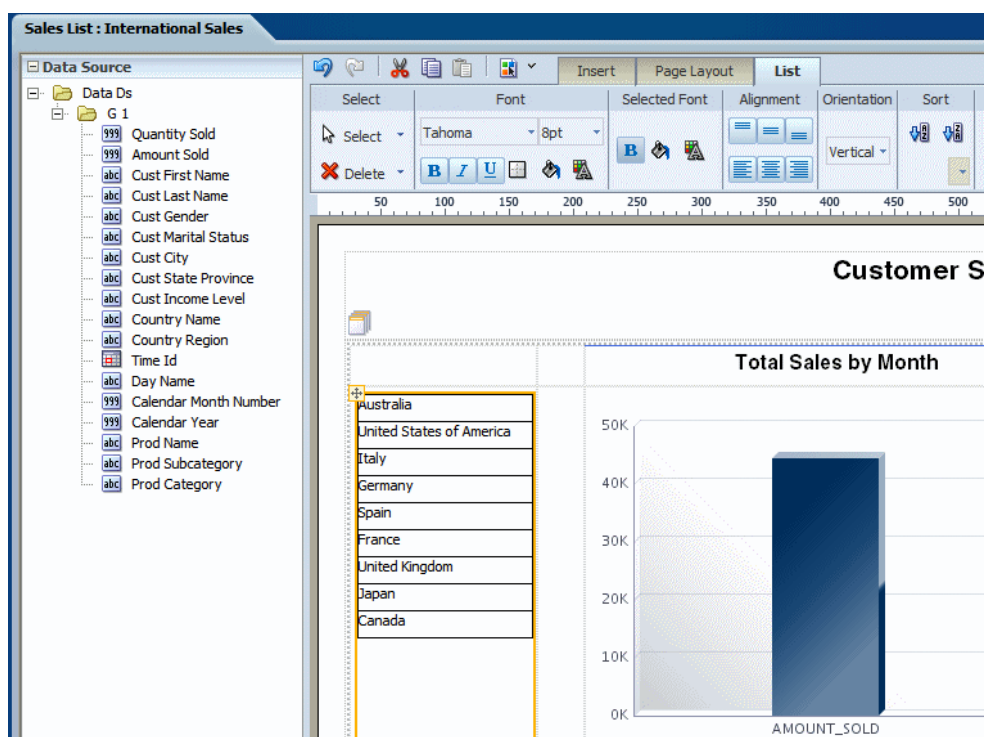 Sales List : International Sales
Data Source
Data Ds
G 1
999 Quantity Sold
999 Amount Sold
abc Cust First Name
abc Cust Last Name
abc Cust Gender
abc Cust Marital Status
abc Cust City
abc Cust State Province
abc Cust Income Level
abc Country Name
abc Country Region
Time Id
abc Day Name
999 Calendar Month Number
999 Calendar Year
abc Prod Name
abc Prod Subcategory
abc Prod Category
Insert Page Layout List
Select Font Selected Font Alignment Orientation Sort
Select Tahoma 8pt
Delete B I U B Vertical
50 100 150 200 250 300 350 400 450 500
Customer S
Total Sales by Month
Australia
United States of America
Italy
Germany
Spain
France
United Kingdom
Japan
Canada
50K
40K
30K
20K
10K
0K
AMOUNT_SOLD